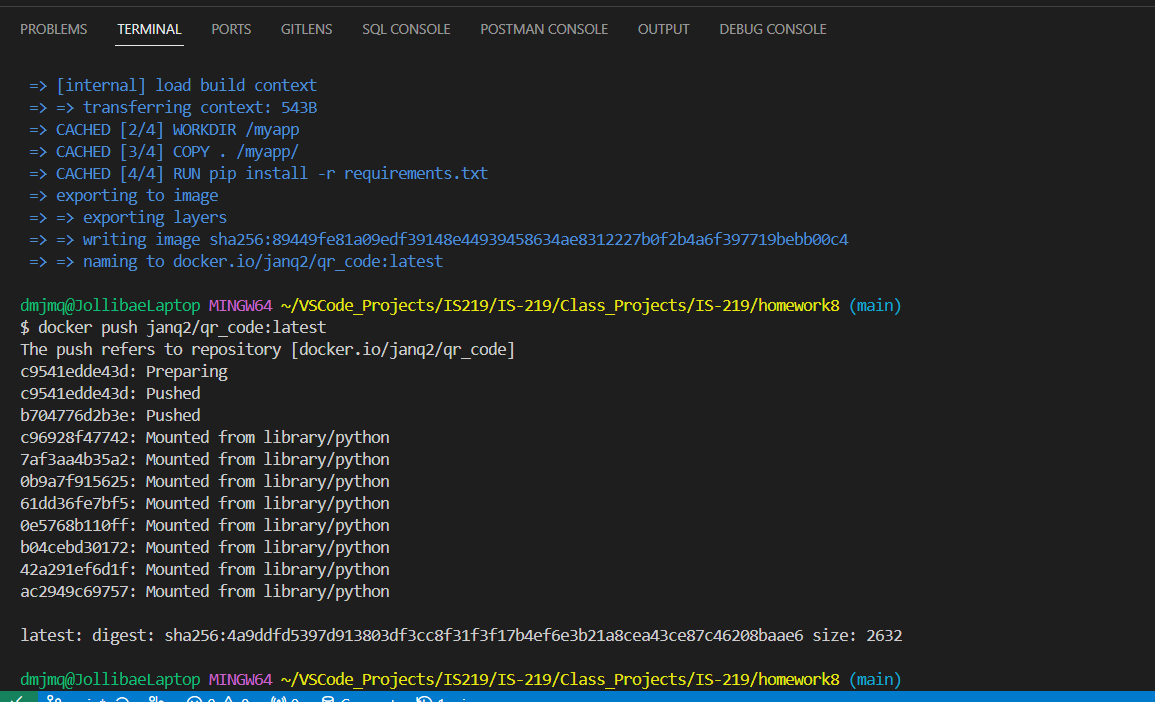 PROBLEMS TERMINAL PORTS GITLENS SQL CONSOLE POSTMAN CONSOLE OUTPUT DEBUG CONSOLE
=> [internal] load build context
=> => transferring context: 543B
=> CACHED [2/4] WORKDIR /myapp
=> CACHED [3/4] COPY . /myapp/
=> CACHED [4/4] RUN pip install -r requirements.txt
=> exporting to image
=> => exporting layers
=> => writing image sha256:89449fe81a09edf39148e44939458634ae8312227b0f2b4a6f397719bebb00c4
=> => naming to docker.io/janq2/qr_code:latest
dmjmq@JollibaeLaptop MINGW64 ~/VSCode_Projects/IS219/IS-219/Class_Projects/IS-219/homework8 (main)
$ docker push janq2/qr_code:latest
The push refers to repository [docker.io/janq2/qr_code]
c9541edde43d: Preparing
c9541edde43d: Pushed
b704776d2b3e: Pushed
c96928f47742: Mounted from library/python
7af3aa4b35a2: Mounted from library/python
0b9a7f915625: Mounted from library/python
61dd36fe7bf5: Mounted from library/python
0e5768b110ff: Mounted from library/python
b04cebd30172: Mounted from library/python
42a291ef6d1f: Mounted from library/python
ac2949c69757: Mounted from library/python
latest: digest: sha256:4a9ddfd5397d913803df3cc8f31f3f17b4ef6e3b21a8cea43ce87c46208baae6 size: 2632
dmjmq@JollibaeLaptop MINGW64 ~/VSCode_Projects/IS219/IS-219/Class_Projects/IS-219/homework8 (main)